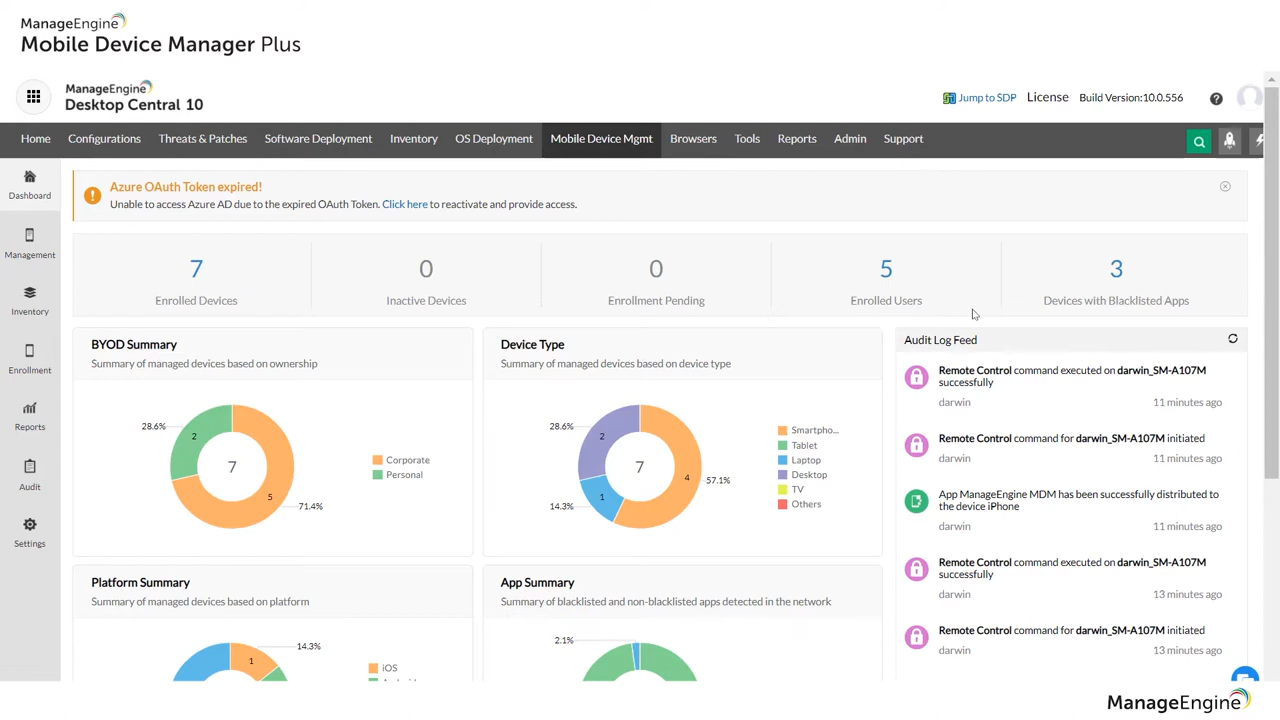 ManageEngine
Mobile Device Manager Plus
ManageEngine
Desktop Central 10
Jump to SDP
License
Build Version:10.0.556
Home
Configurations
Threats & Patches
Software Deployment
Inventory
OS Deployment
Mobile Device Mgmt
Browsers
Tools
Reports
Admin
Support
Dashboard
Management
Inventory
Enrollment
Reports
Audit
Settings
Azure OAuth Token expired!
Unable to access Azure AD due to the expired OAuth Token. Click here to reactivate and provide access.
7
Enrolled Devices
0
Inactive Devices
0
Enrollment Pending
5
Enrolled Users
3
Devices with Blacklisted Apps
BYOD Summary
Summary of managed devices based on ownership
28.6%
2
7
5
71.4%
Corporate
Personal
Device Type
Summary of managed devices based on device type
28.6%
2
7
4
57.1%
1
14.3%
Smartpho...
Tablet
Laptop
Desktop
TV
Others
Audit Log Feed
Remote Control command executed on darwin_SM-A107M
successfully
darwin
11 minutes ago
Remote Control command for darwin_SM-A107M initiated
darwin
11 minutes ago
App ManageEngine MDM has been successfully distributed to
the device iPhone
darwin
11 minutes ago
Remote Control command executed on darwin_SM-A107M
successfully
darwin
13 minutes ago
Remote Control command for darwin_SM-A107M initiated
darwin
13 minutes ago
Platform Summary
Summary of managed devices based on platform
14.3%
1
iOS
App Summary
Summary of blacklisted and non-blacklisted apps detected in the network
2.1%
ManageEngine